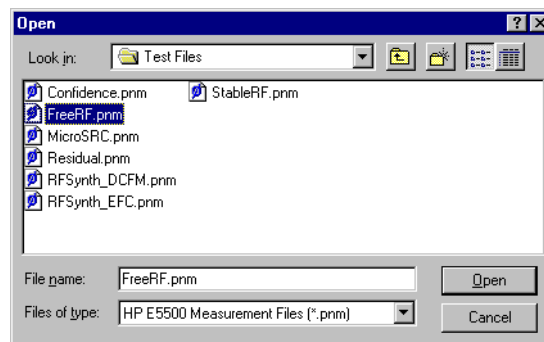 Open
Look in: Test Files
Confidence.pnm StableRF.pnm
FreeRF.pnm
MicroSRC.pnm
Residual.pnm
RFSynth_DCFM.pnm
RFSynth_EFC.pnm
File name: FreeRF.pnm Open
Files of type: HP E5500 Measurement Files (*.pnm) Cancel